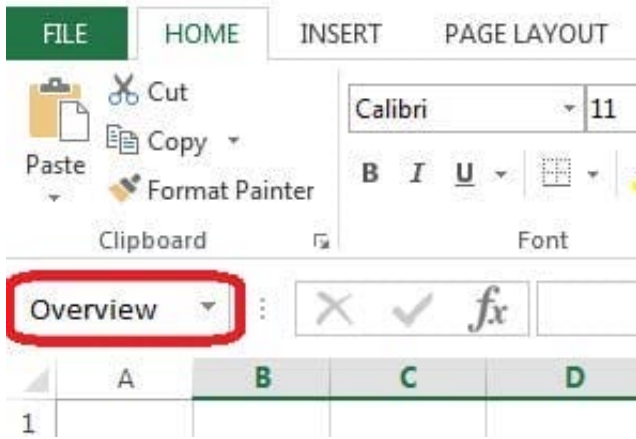 FILE HOME INSERT PAGE LAYOUT
Cut
Calibri 11
Copy
Paste
B I U
Format Painter
Clipboard Font
Overview fx
A B C D
1